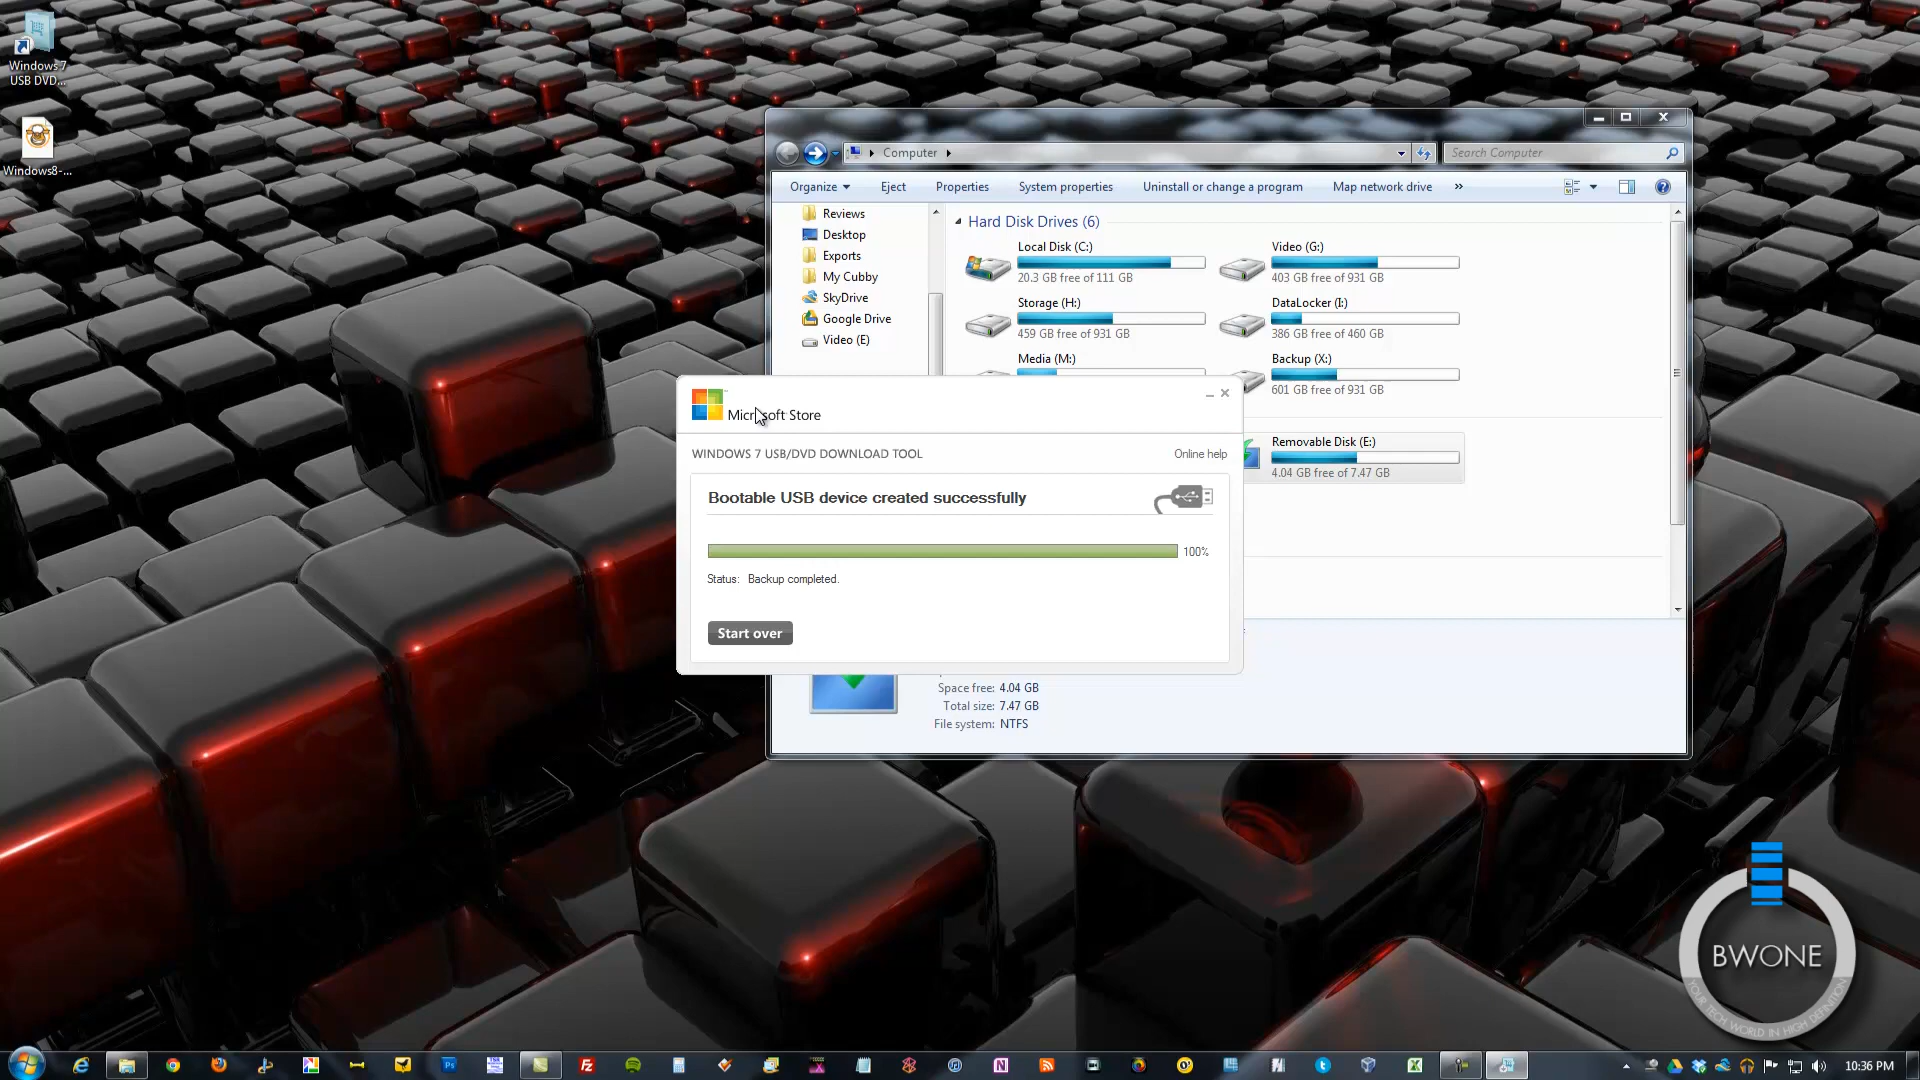 Windows 7
USB DVD...
Windows8-...
Computer
Search Computer
Organize
Eject
Properties
System properties
Uninstall or change a program
Map network drive
»
Reviews
Desktop
Exports
My Cubby
SkyDrive
Google Drive
Video (E)
Hard Disk Drives (6)
Local Disk (C:)
20.3 GB free of 111 GB
Video (G:)
403 GB free of 931 GB
Storage (H:)
459 GB free of 931 GB
DataLocker (I:)
386 GB free of 460 GB
Media (M:)
Backup (X:)
601 GB free of 931 GB
Removable Disk (E:)
4.04 GB free of 7.47 GB
Microsoft Store
WINDOWS 7 USB/DVD DOWNLOAD TOOL
Online help
Bootable USB device created successfully
100%
Status: Backup completed.
Start over
Space free: 4.04 GB
Total size: 7.47 GB
File system: NTFS
BWONE
YOUR TECH WORLD IN HIGH DEFINITION
10:36 PM